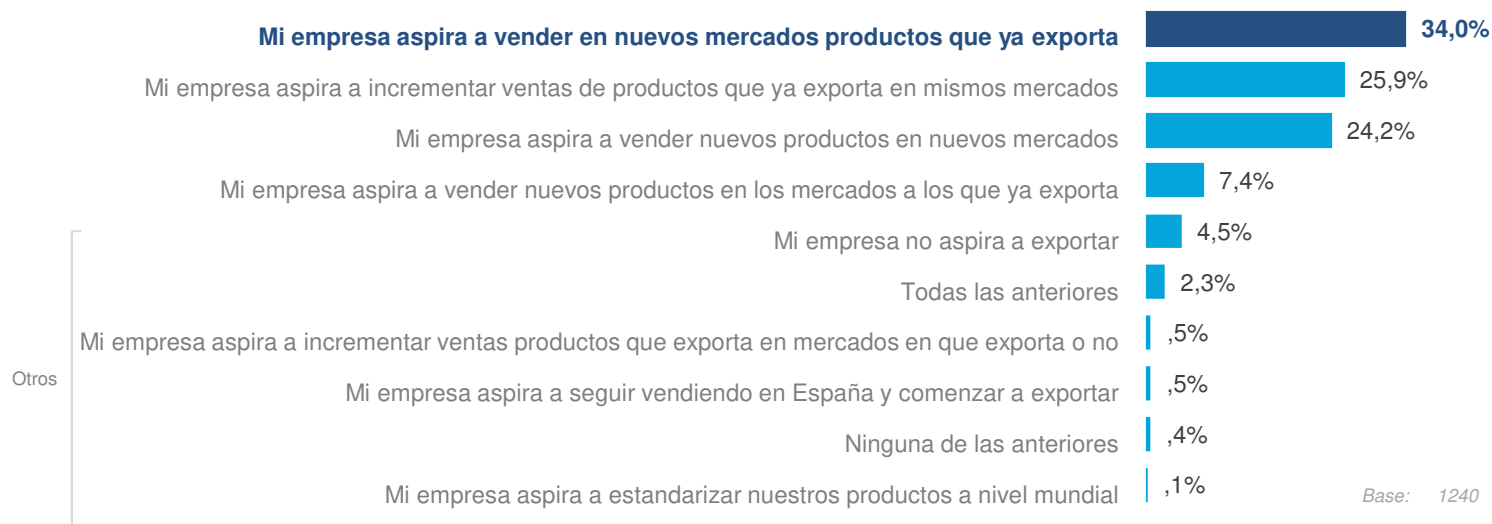 Mi empresa aspira a vender en nuevos mercados productos que ya exporta 34,0%
Mi empresa aspira a incrementar ventas de productos que ya exporta en mismos mercados 25,9%
Mi empresa aspira a vender nuevos productos en nuevos mercados 24,2%
Mi empresa aspira a vender nuevos productos en los mercados a los que ya exporta 7,4%
Mi empresa no aspira a exportar 4,5%
Todas las anteriores 2,3%
Mi empresa aspira a incrementar ventas productos que exporta en mercados en que exporta o no ,5%
Otros
Mi empresa aspira a seguir vendiendo en España y comenzar a exportar ,5%
Ninguna de las anteriores ,4%
Mi empresa aspira a estandarizar nuestros productos a nivel mundial ,1%
Base: 1240